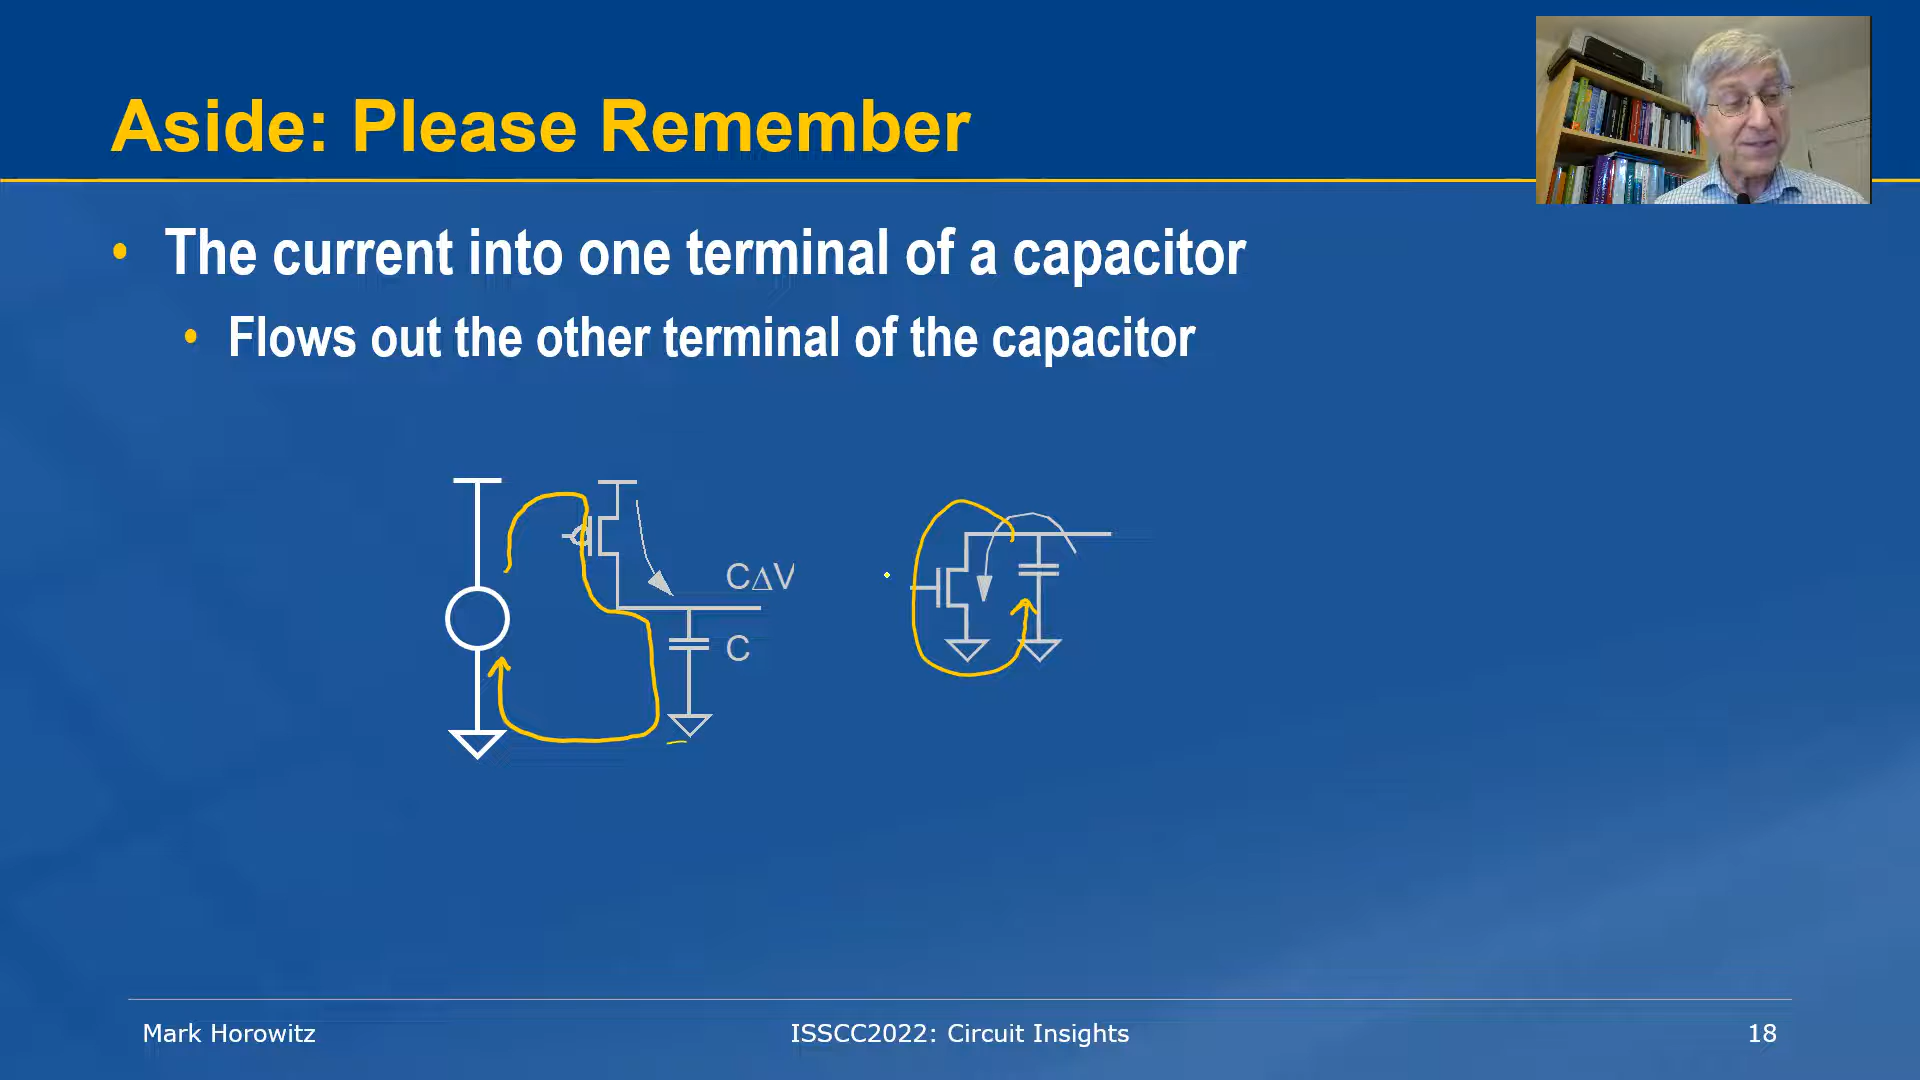 Aside: Please Remember
• The current into one terminal of a capacitor
• Flows out the other terminal of the capacitor
C∆V
C
Mark Horowitz
ISSCC2022: Circuit Insights
18